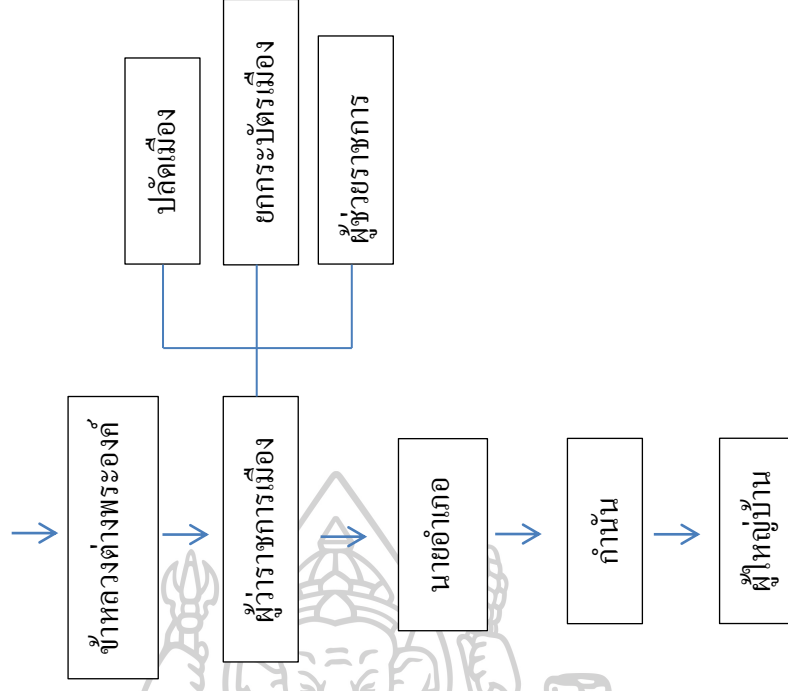 ข้าหลวงต่างพระองค์
ผู้ว่าราชการเมือง
ปลัดเมือง
ยกกระบัตรเมือง
ผู้ช่วยราชการ
นายอำเภอ
กำนัน
ผู้ใหญ่บ้าน